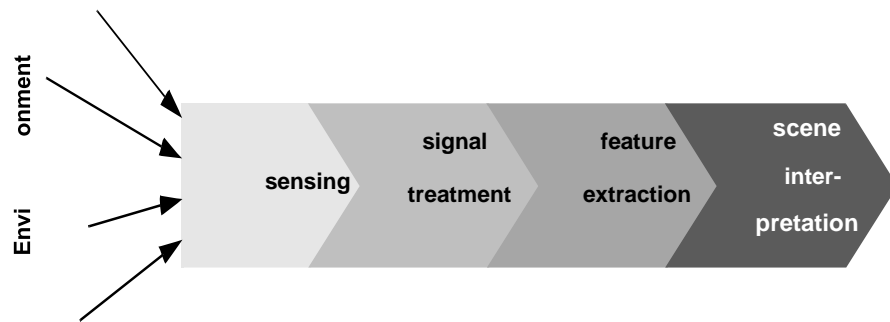 Envi onment
sensing
signal
treatment
feature
extraction
scene
inter-
pretation